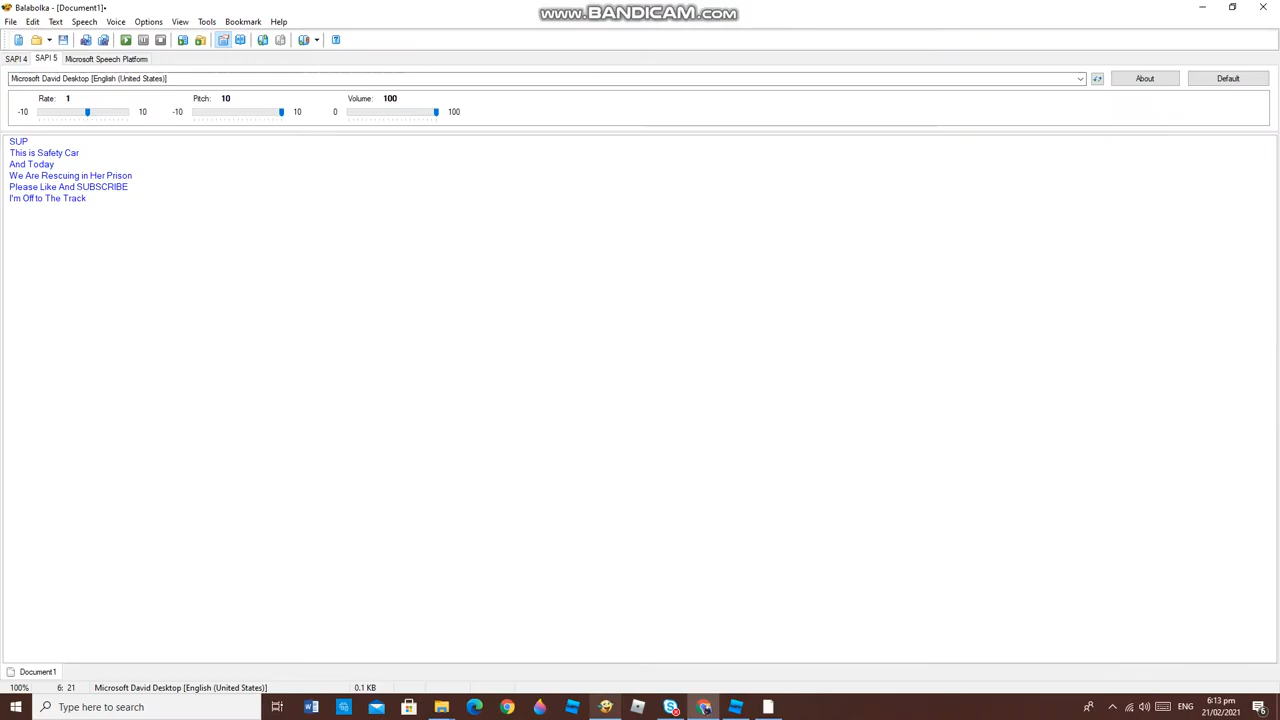 Balabolka - [Document1]•
www.BANDICAM.com
File Edit Text Speech Voice Options View Tools Bookmark Help
SAPI 4 SAPI 5 Microsoft Speech Platform
Microsoft David Desktop [English (United States)] About Default
Rate: 1 Pitch: 10 Volume: 100
-10 10 -10 10 0 100
SUP
This is Safety Car
And Today
We Are Rescuing in Her Prison
Please Like And SUBSCRIBE
I'm Off to The Track
Document1
100% 6: 21 Microsoft David Desktop [English (United States)] 0.1 KB
Type here to search
ENG
6:13 pm
21/02/2021